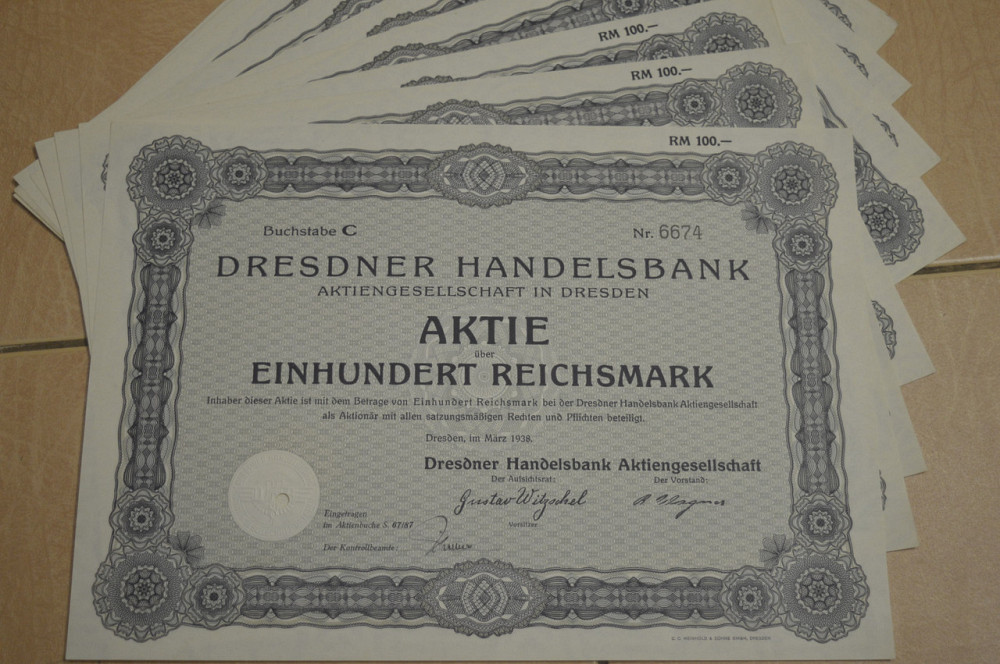 RM 100.—
RM 100.—
RM 100.—
Buchstabe C
Nr. 6674
DRESDNER HANDELSBANK
AKTIENGESELLSCHAFT IN DRESDEN
AKTIE
über
EINHUNDERT REICHSMARK
Inhaber dieser Aktie ist mit dem Betrage von Einhundert Reichsmark bei der Dresdner Handelsbank Aktiengesellschaft
als Aktionär mit allen satzungsmäßigen Rechten und Pflichten beteiligt.
Dresden, im März 1938.
Dresdner Handelsbank Aktiengesellschaft
Der Aufsichtsrat: Der Vorstand:
Gustav Witzschel
Vorsitzer
Eingetragen
im Aktienbuche S. 67/87
Der Kontrollbeamte: